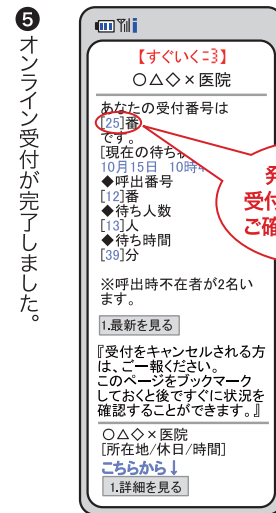 ❺オンライン受付が完了しました。
【すぐいくコネ3】
○△◇×医院
あなたの受付番号は
[25]番
です。
[現在の待ち
10月15日 10時4
◆呼出番号
[12]番
◆待ち人数
[13]人
◆待ち時間
[39]分
※呼出時不在者が2名い
ます。
1.最新を見る
『受付をキャンセルされる方
は、ご一報ください。
このページをブックマーク
しておくと後ですぐに状況を
確認することができます。』
○△◇×医院
[所在地/休日/時間]
こちらから↓
1.詳細を見る
発
受付
ご確